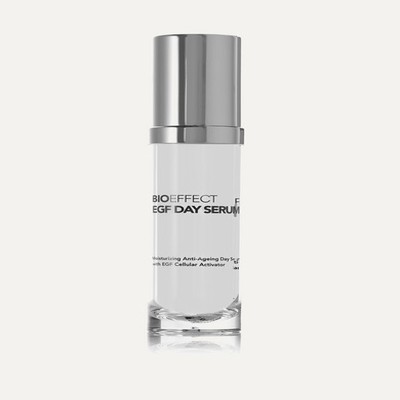 BIOEFFECT
EGF DAY SERUM
Moisturizing Anti-Ageing Day
with EGF Cellular Activator